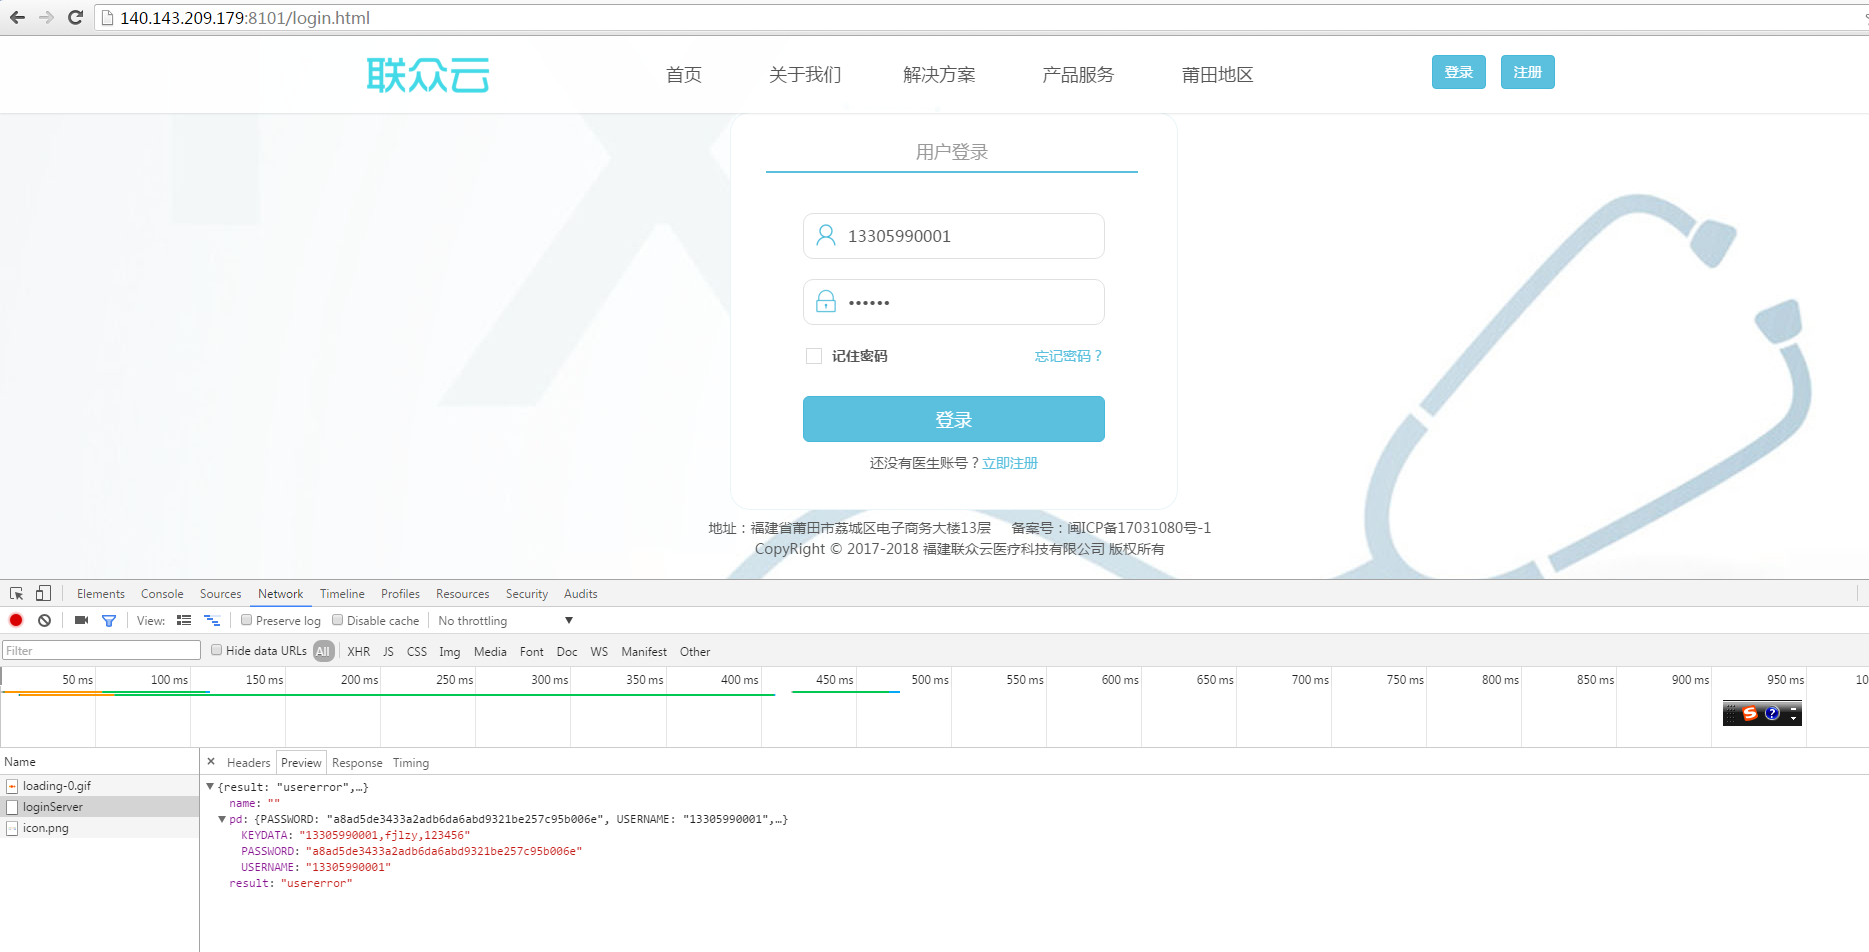 140.143.209.179:8101/login.html
联众云
首页 关于我们 解决方案 产品服务 莆田地区 登录 注册
用户登录
13305990001
••••••
记住密码 忘记密码？
登录
还没有医生账号？立即注册
地址：福建省莆田市荔城区电子商务大楼13层 备案号：闽ICP备17031080号-1
CopyRight © 2017-2018 福建联众云医疗科技有限公司 版权所有
Elements Console Sources Network Timeline Profiles Resources Security Audits
View: Preserve log Disable cache No throttling
Filter Hide data URLs All XHR JS CSS Img Media Font Doc WS Manifest Other
50 ms 100 ms 150 ms 200 ms 250 ms 300 ms 350 ms 400 ms 450 ms 500 ms 550 ms 600 ms 650 ms 700 ms 750 ms 800 ms 850 ms 900 ms 950 ms 10
Name
loading-0.gif
loginServer
icon.png
× Headers Preview Response Timing
{result: "usererror",…}
name: ""
pd: {PASSWORD: "a8ad5de3433a2adb6da6abd9321be257c95b006e", USERNAME: "13305990001",…}
KEYDATA: "13305990001,fjlzy,123456"
PASSWORD: "a8ad5de3433a2adb6da6abd9321be257c95b006e"
USERNAME: "13305990001"
result: "usererror"